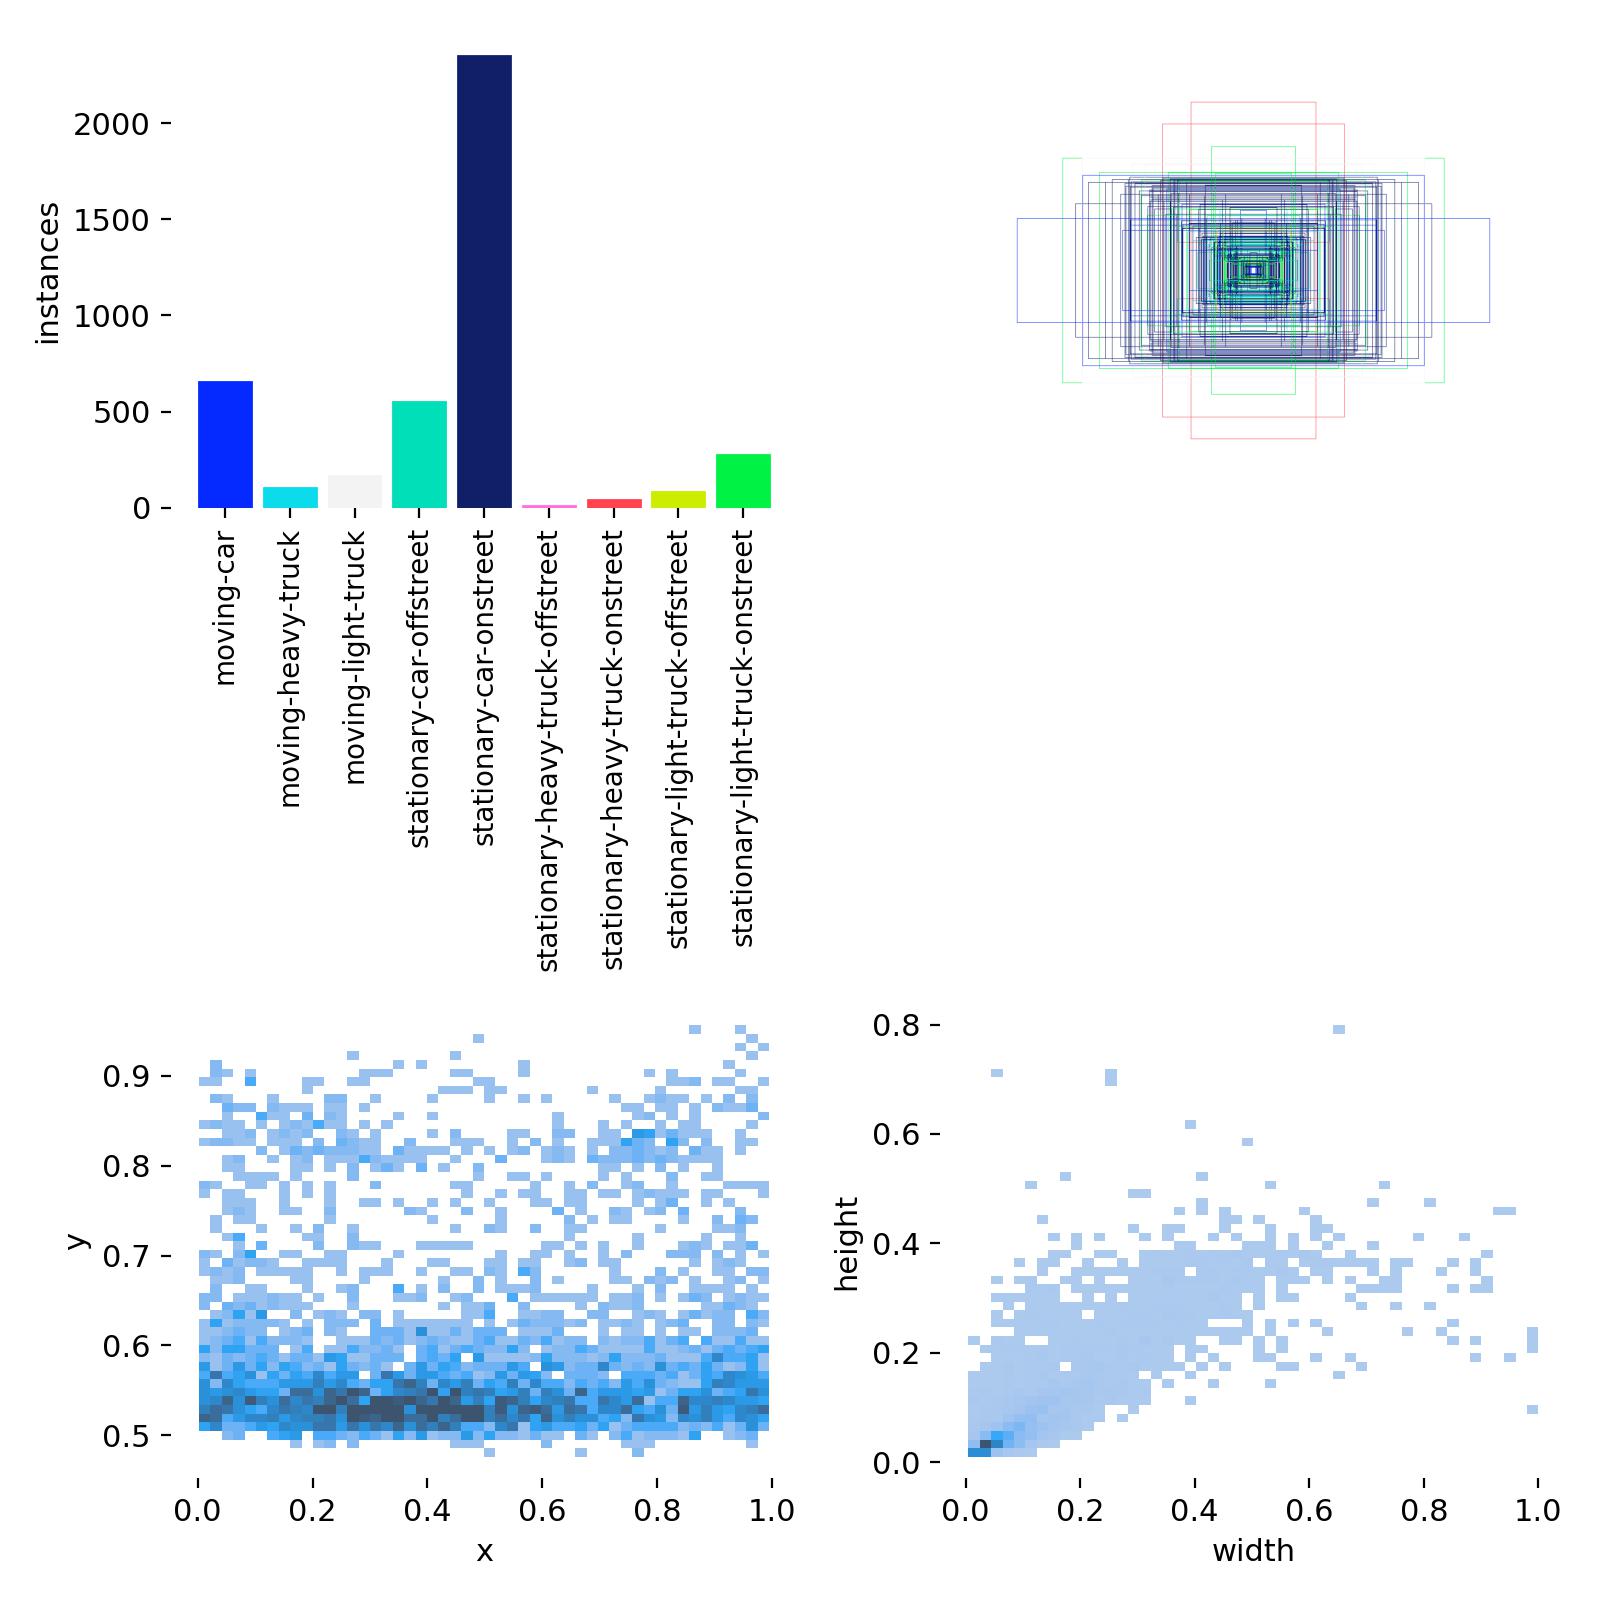 instances
2000
1500
1000
500
0
moving-car
moving-heavy-truck
moving-light-truck
stationary-car-offstreet
stationary-car-onstreet
stationary-heavy-truck-offstreet
stationary-heavy-truck-onstreet
stationary-light-truck-offstreet
stationary-light-truck-onstreet
y
0.9
0.8
0.7
0.6
0.5
0.0 0.2 0.4 0.6 0.8 1.0
x
height
0.8
0.6
0.4
0.2
0.0
0.0 0.2 0.4 0.6 0.8 1.0
width